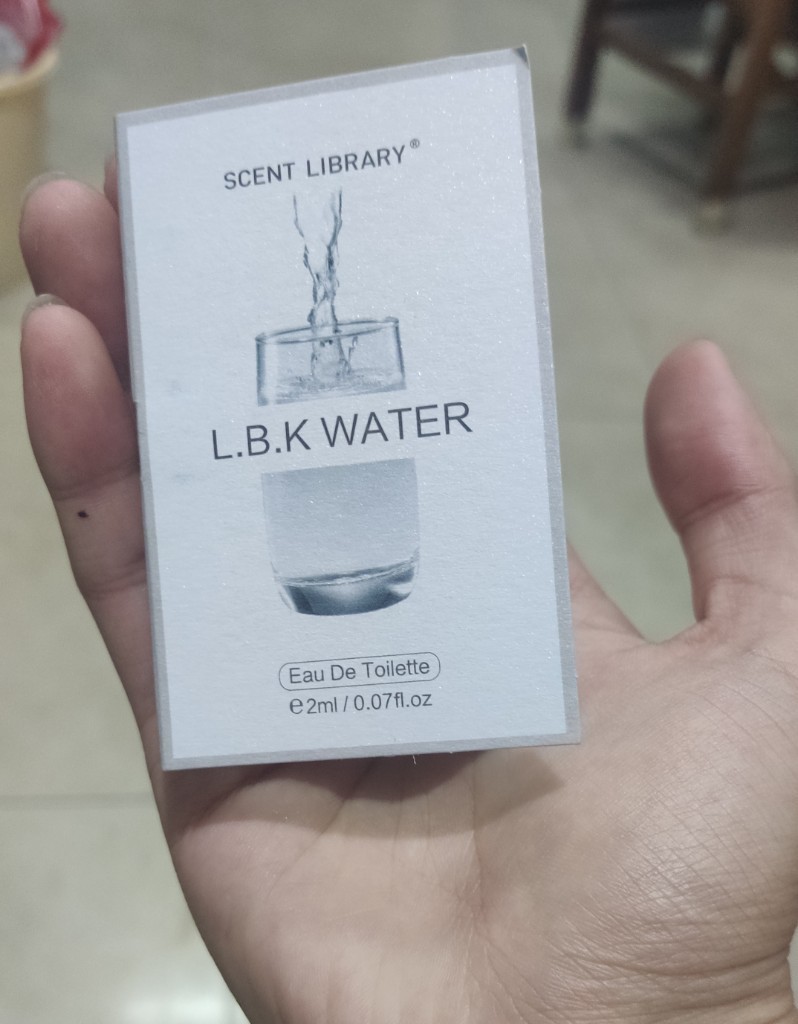 SCENT LIBRARY®
L.B.K WATER
Eau De Toilette
℮2ml / 0.07fl.oz